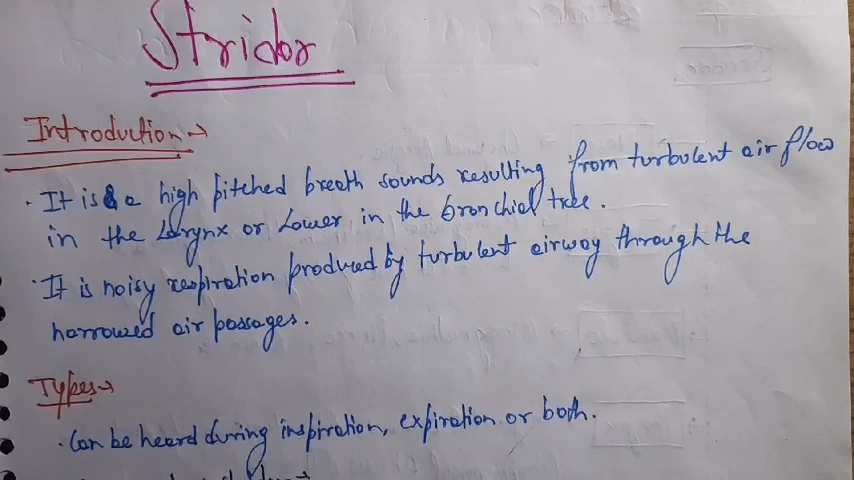 Stridor
Introduction →
· It is a high pitched breath sounds resulting from turbulent air flow
in the Larynx or Lower in the bronchial tree.
· It is noisy respiration produced by turbulent airway through the
narrowed air passages.
Types →
· Can be heard during inspiration, expiration or both.